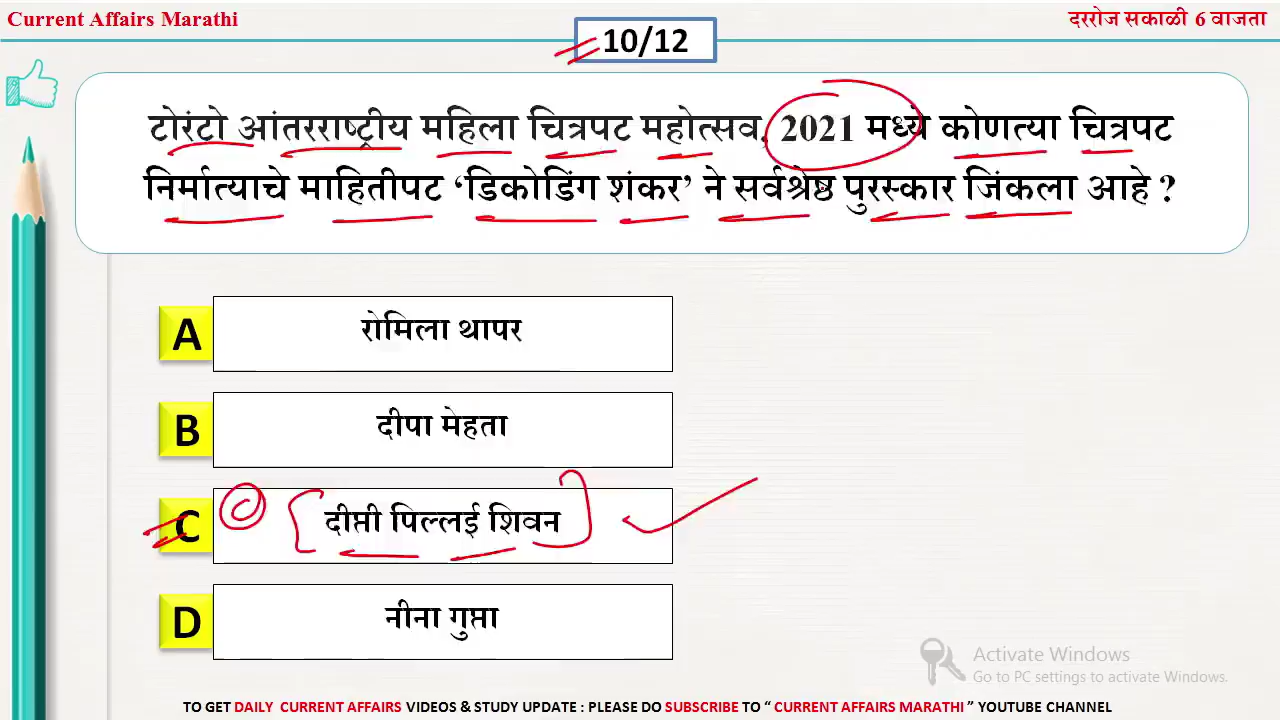 Current Affairs Marathi
दररोज सकाळी 6 वाजता
10/12
टोरंटो आंतरराष्ट्रीय महिला चित्रपट महोत्सव, 2021 मध्ये कोणत्या चित्रपट
निर्मात्याचे माहितीपट ‘डिकोडिंग शंकर’ ने सर्वश्रेष्ठ पुरस्कार जिंकला आहे ?
A रोमिला थापर
B दीपा मेहता
C दीप्ती पिल्लई शिवन
D नीना गुप्ता
Activate Windows
Go to PC settings to activate Windows.
TO GET DAILY CURRENT AFFAIRS VIDEOS & STUDY UPDATE : PLEASE DO SUBSCRIBE TO “ CURRENT AFFAIRS MARATHI ” YOUTUBE CHANNEL